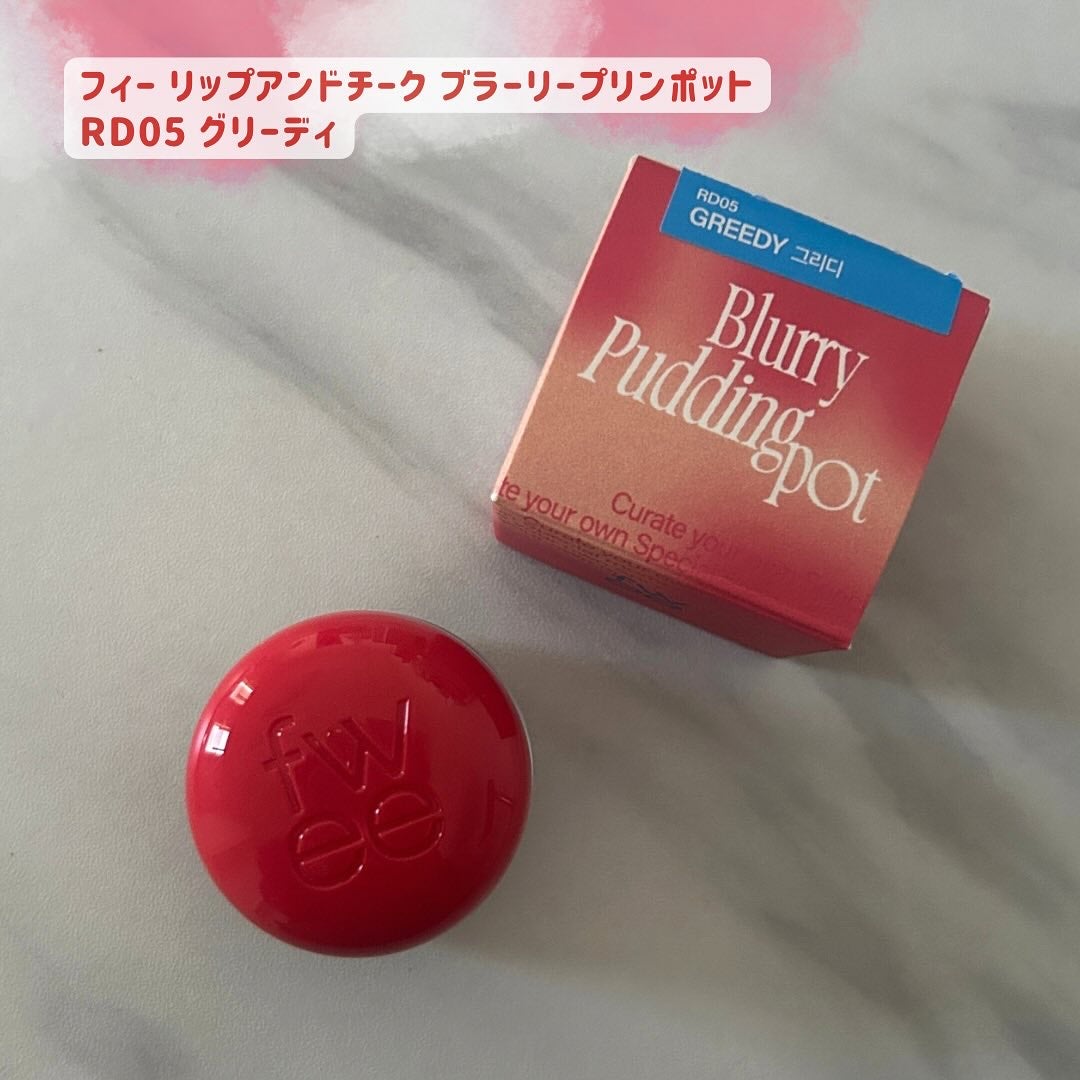 フィー リップアンドチーク ブラーリープリンポット
RD05 グリーディ
RD05
GREEDY 그리디
Blurry
Pudding
pot
Curate your
te your own Spec
fw
ee